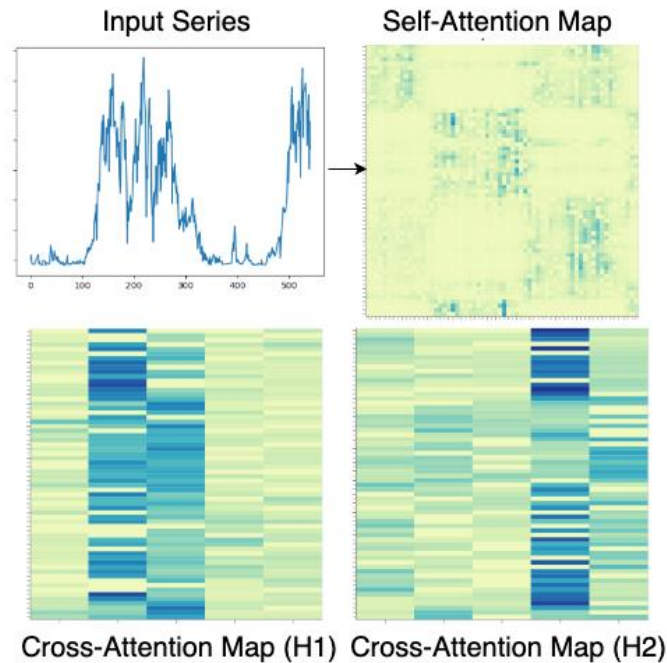 Input Series
Self-Attention Map
0 100 200 300 400 500
Cross-Attention Map (H1)
Cross-Attention Map (H2)